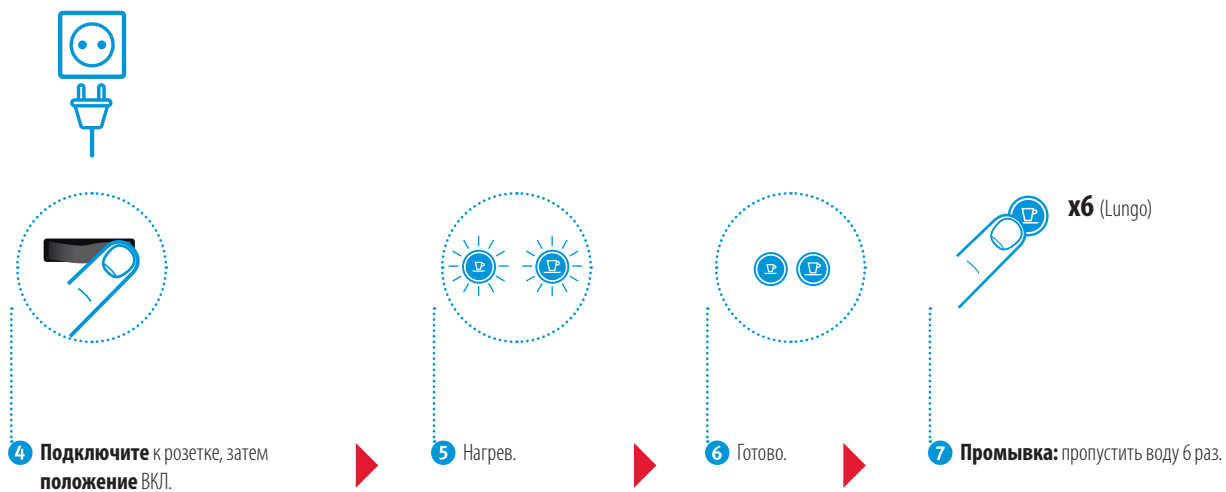 x6 (Lungo)
4 Подключите к розетке, затем
положение ВКЛ.
5 Нагрев.
6 Готово.
7 Промывка: пропустить воду 6 раз.